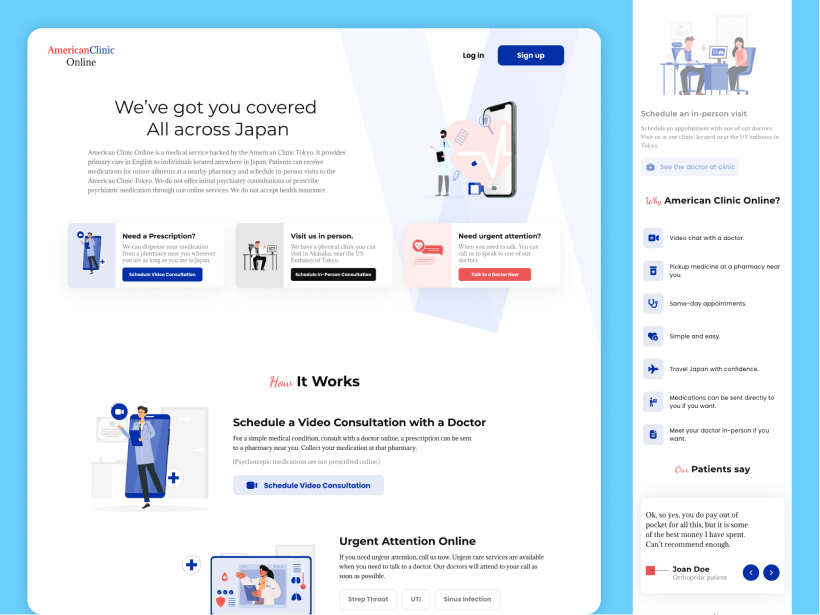 AmericanClinic
Online
Log in
Sign up
We've got you covered
All across Japan
American Clinic Online is a medical service backed by the American Clinic Tokyo. It provides
primary care in English to individuals located anywhere in Japan. Patients can receive
medications for minor ailments at a nearby pharmacy and schedule in-person visits to the
American Clinic Tokyo. We do not offer initial psychiatry consultations or prescribe
psychiatric medication through our online services. We do not accept health insurance.
Need a Prescription?
We can dispense your medication
from a pharmacy near you wherever
you are as long as you are in Japan.
Schedule Video Consultation
Visit us in person.
We have a physical clinic you can
visit in Akasaka, near the US
Embassy of Tokyo.
Schedule In-Person Consultation
Need urgent attention?
When you need to talk. You can
call us to speak to one of our
doctors.
Talk to a Doctor Now
How It Works
Schedule a Video Consultation with a Doctor
For a simple medical condition, consult with a doctor online, a prescription can be sent
to a pharmacy near you. Collect your medication at that pharmacy.
(Psychotropic medications are not prescribed online.)
Schedule Video Consultation
Urgent Attention Online
If you need urgent attention, call us now. Urgent care services are available
when you need to talk to a doctor. Our doctors will attend to your call as
soon as possible.
Strep Throat
UTI
Sinus Infection
Schedule an in-person visit
Schedule an appointment with one of our doctors.
Visit us at our clinic, located near the US embassy in
Tokyo.
See the doctor at clinic
Why American Clinic Online?
Video chat with a doctor.
Pickup medicine at a pharmacy near
you.
Same-day appointments.
Simple and easy.
Travel Japan with confidence.
Medications can be sent directly to
you if you want.
Meet your doctor in-person if you
want.
Our Patients say
Ok, so yes, you do pay out of
pocket for all this, but it is some
of the best money I have spent.
Can't recommend enough.
Joan Doe
Orthopedic patient